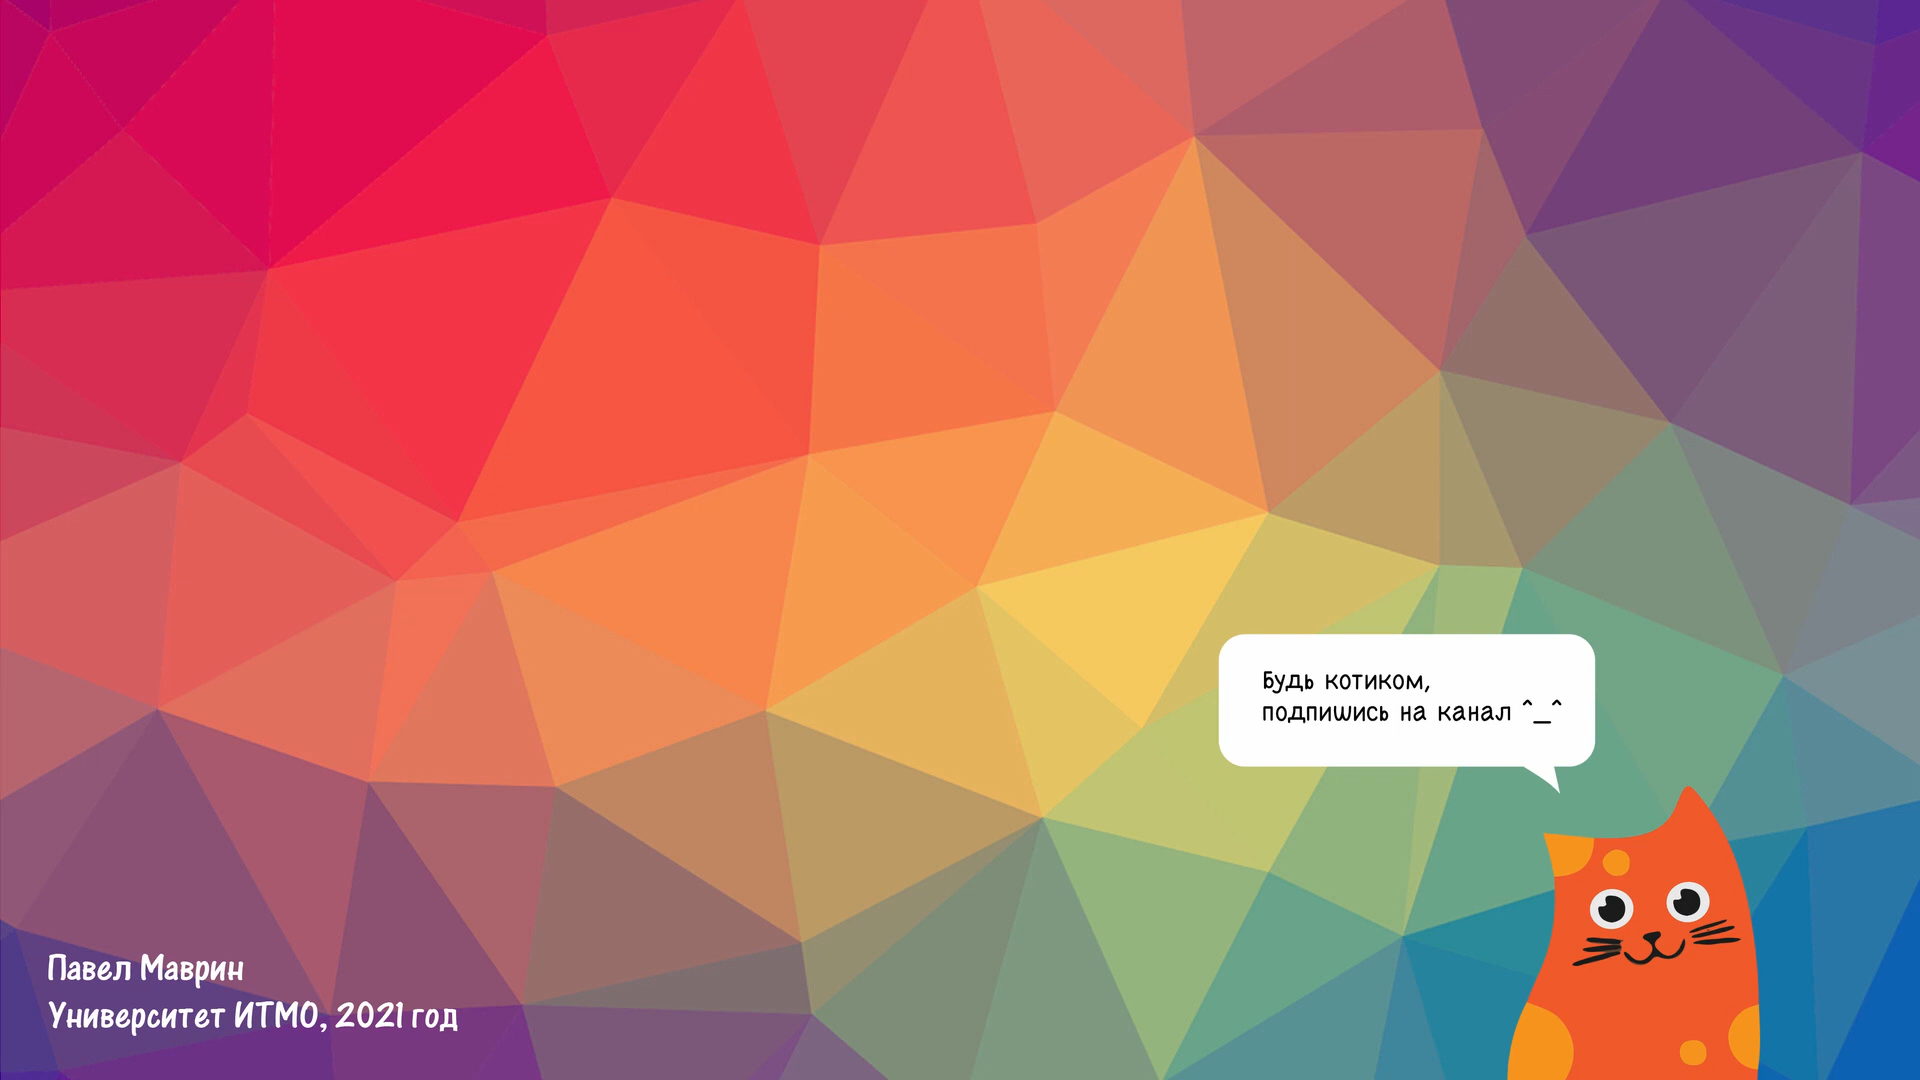 Будь котиком,
подпишись на канал ^_^
Павел Маврин
Университет ИТМО, 2021 год